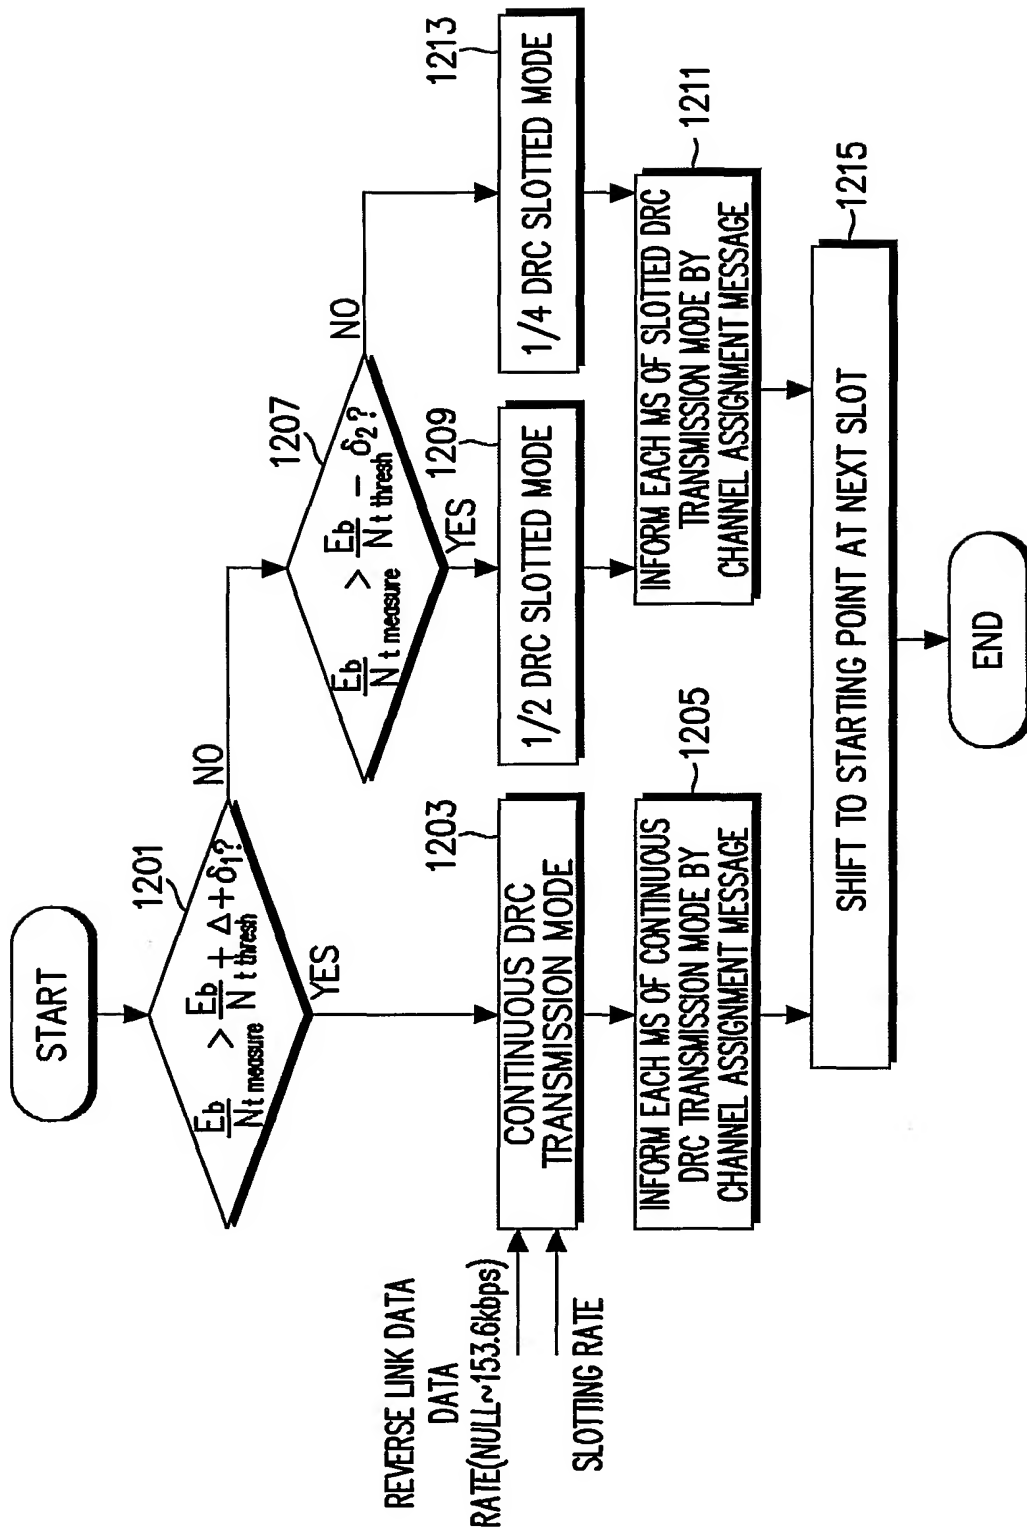 START
1201
Eb/Nt measure > Eb/Nt thresh + Δ + δ1?
NO
YES
1207
Eb/Nt measure > Eb/Nt thresh - δ2?
NO
YES
REVERSE LINK DATA
DATA
RATE(NULL~153.6kbps)
SLOTTING RATE
1203
CONTINUOUS DRC
TRANSMISSION MODE
1209
1/2 DRC SLOTTED MODE
1213
1/4 DRC SLOTTED MODE
1205
INFORM EACH MS OF CONTINUOUS
DRC TRANSMISSION MODE BY
CHANNEL ASSIGNMENT MESSAGE
1211
INFORM EACH MS OF SLOTTED DRC
TRANSMISSION MODE BY
CHANNEL ASSIGNMENT MESSAGE
1215
SHIFT TO STARTING POINT AT NEXT SLOT
END